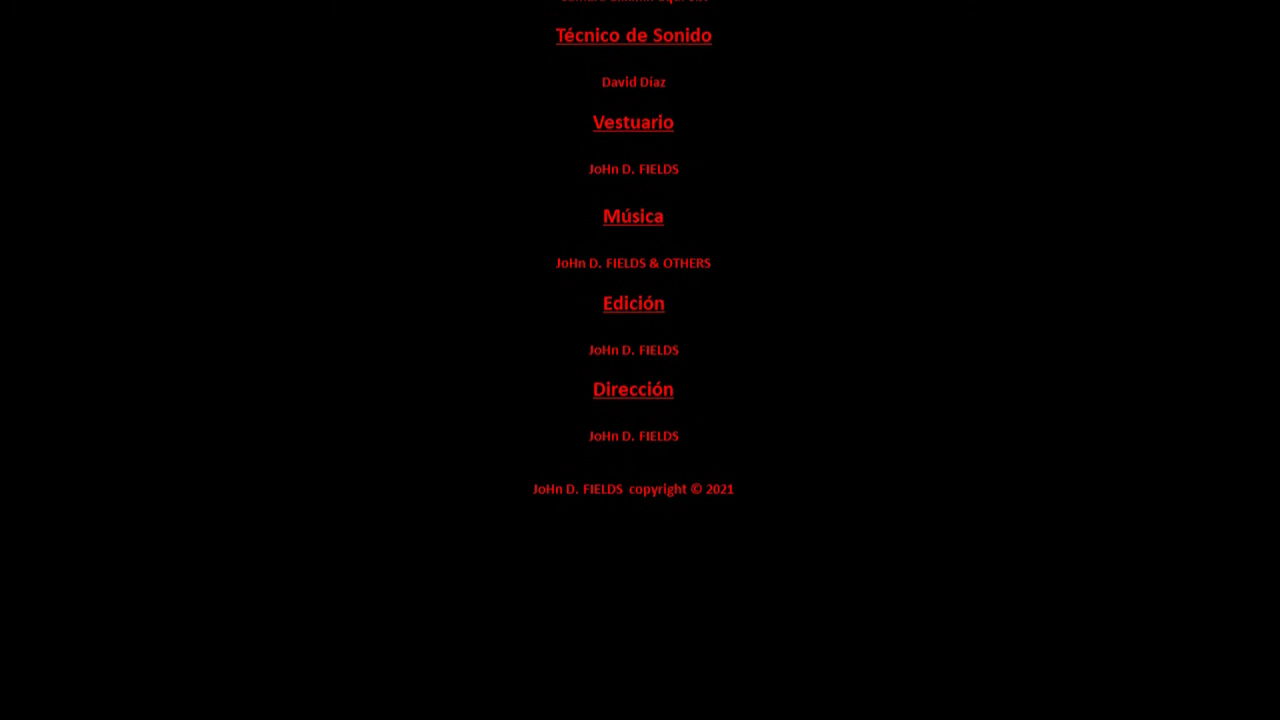 Técnico de Sonido
David Díaz
Vestuario
JoHn D. FIELDS
Música
JoHn D. FIELDS & OTHERS
Edición
JoHn D. FIELDS
Dirección
JoHn D. FIELDS
JoHn D. FIELDS copyright © 2021